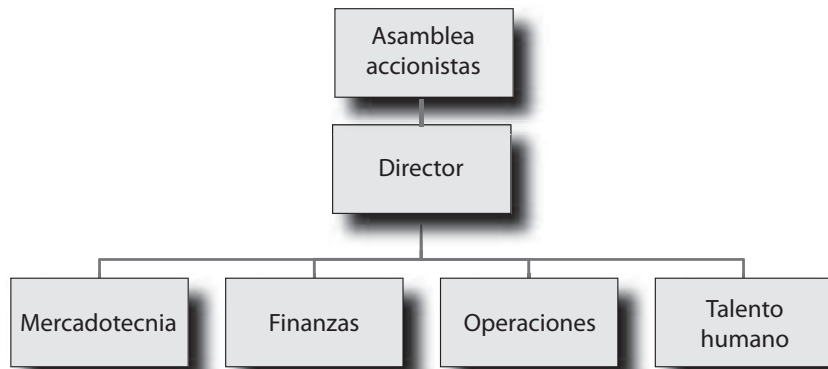 Asamblea
accionistas
Director
Mercadotecnia
Finanzas
Operaciones
Talento
humano